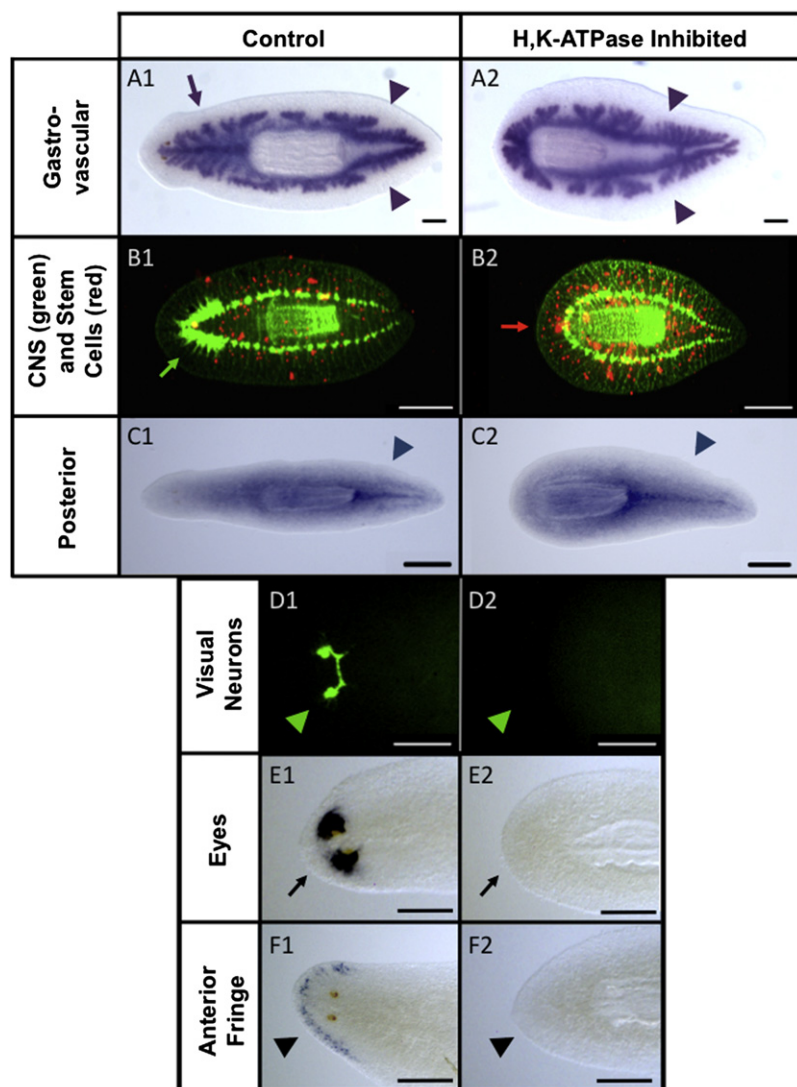 Control
H,K-ATPase Inhibited
Gastro-
vascular
A1
A2
CNS (green)
and Stem
Cells (red)
B1
B2
Posterior
C1
C2
Visual
Neurons
D1
D2
Eyes
E1
E2
Anterior
Fringe
F1
F2